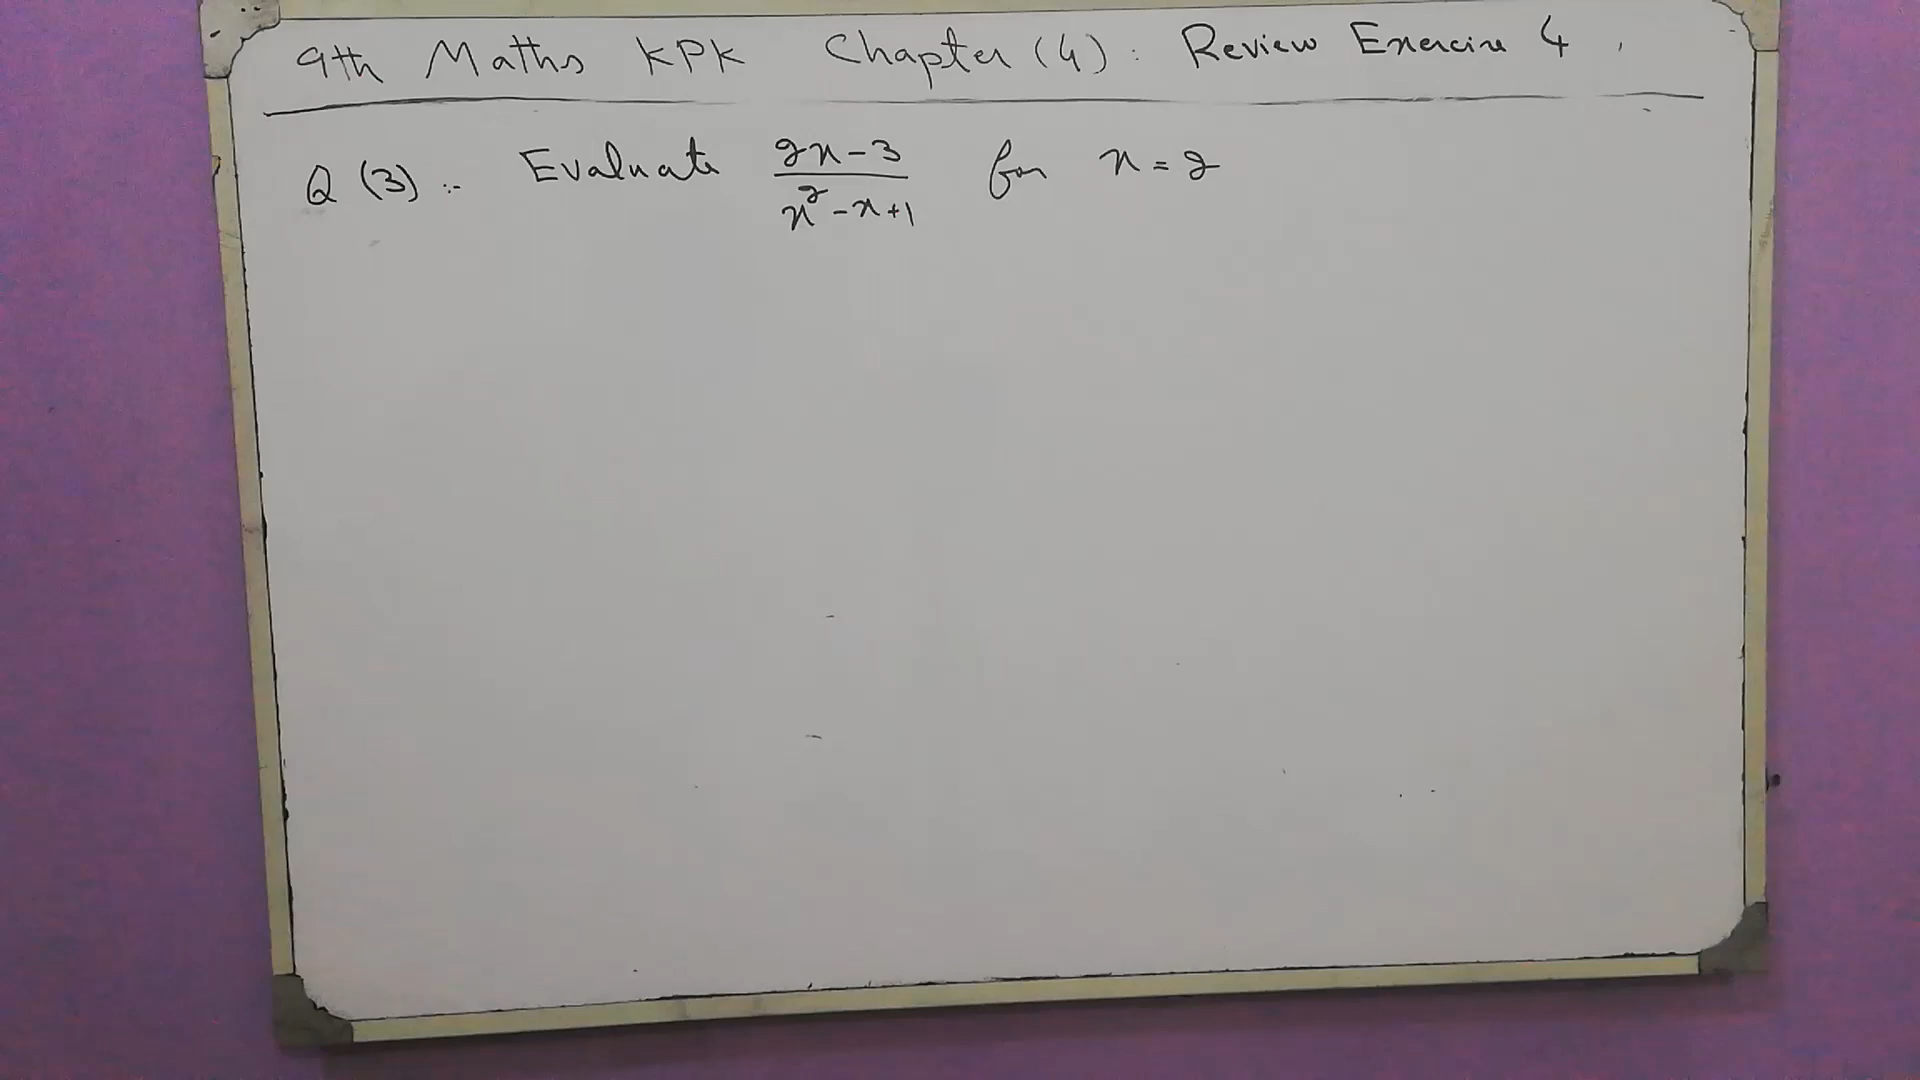 9th Maths KPK Chapter (4): Review Exercise 4
Q (3):- Evaluate (2x-3)/(x²-x+1) for x = 2